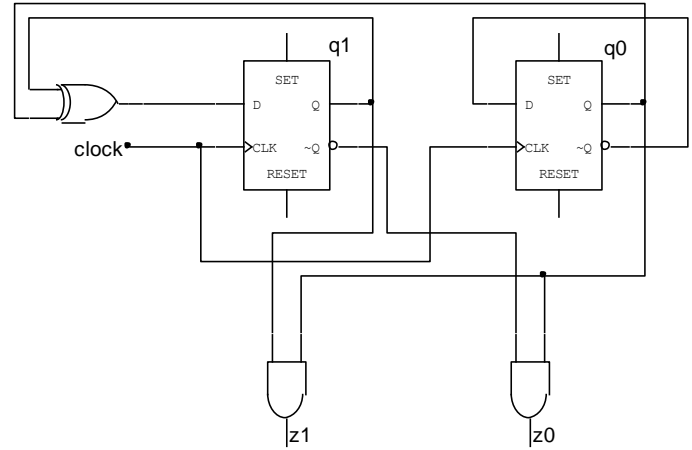 q1
q0
SET
SET
D Q
D Q
clock
CLK ~Q
CLK ~Q
RESET
RESET
z1
z0